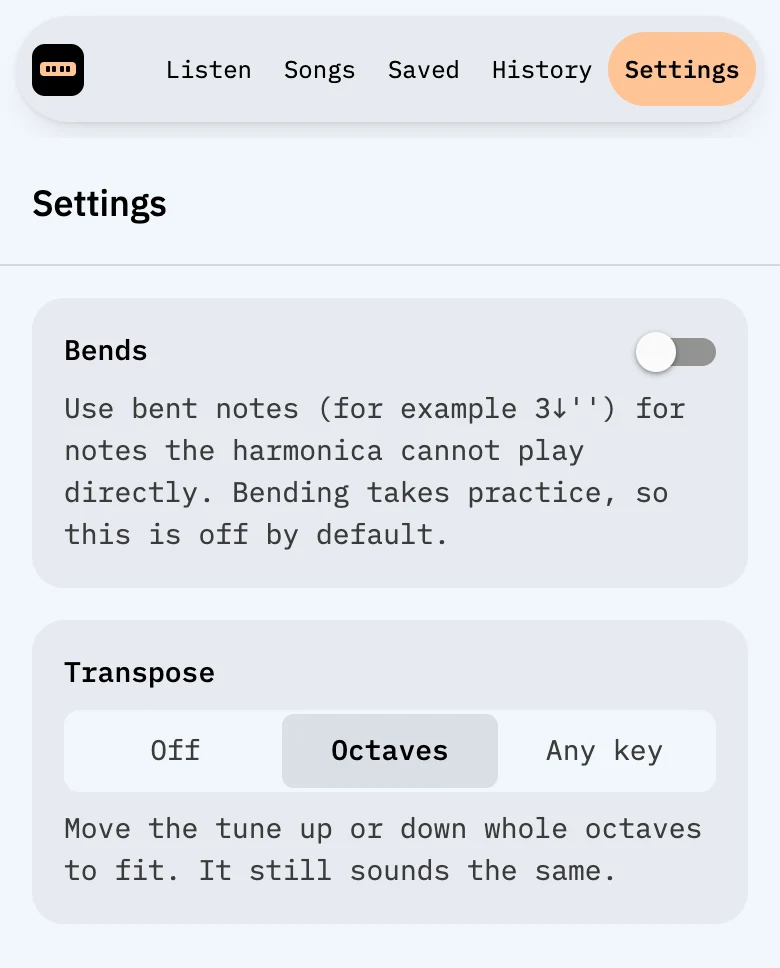 Listen Songs Saved History Settings
Settings
Bends
Use bent notes (for example 3↓'') for
notes the harmonica cannot play
directly. Bending takes practice, so
this is off by default.
Transpose
Off Octaves Any key
Move the tune up or down whole octaves
to fit. It still sounds the same.